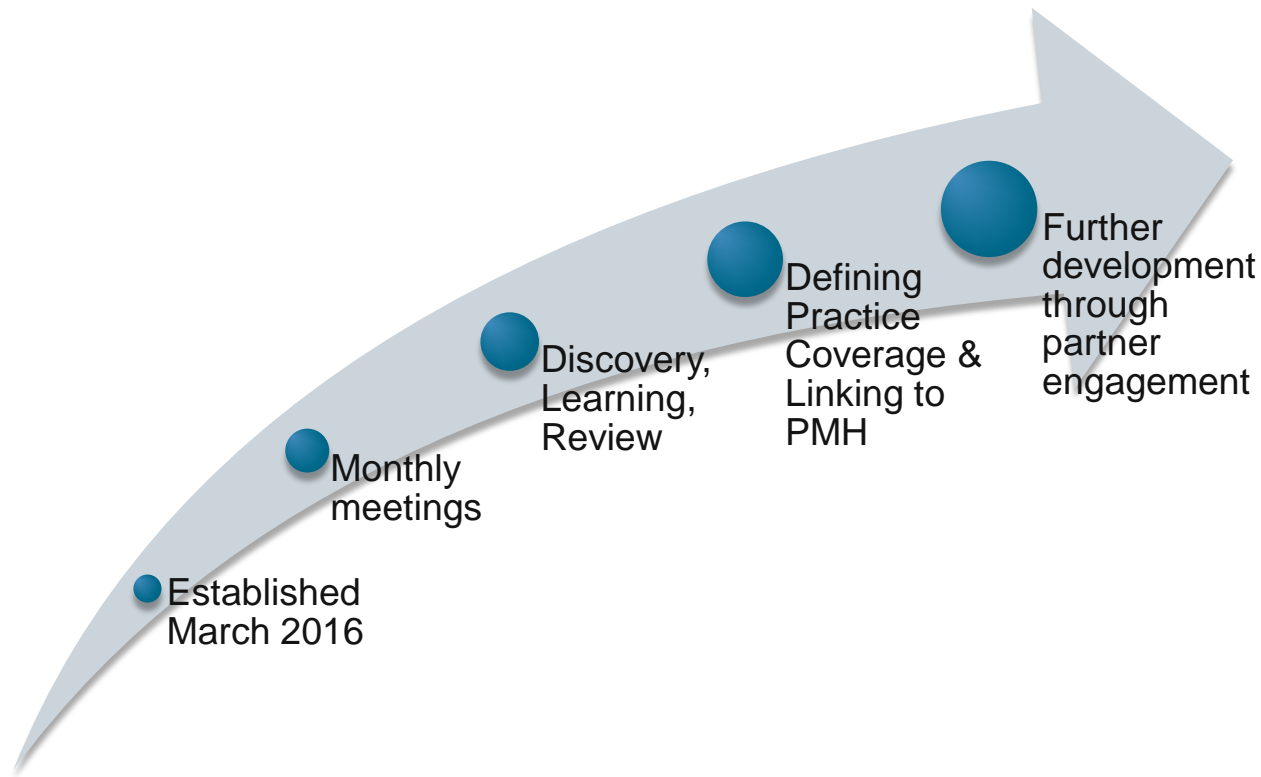 Established
March 2016
Monthly
meetings
Discovery,
Learning,
Review
Defining
Practice
Coverage &
Linking to
PMH
Further
development
through
partner
engagement